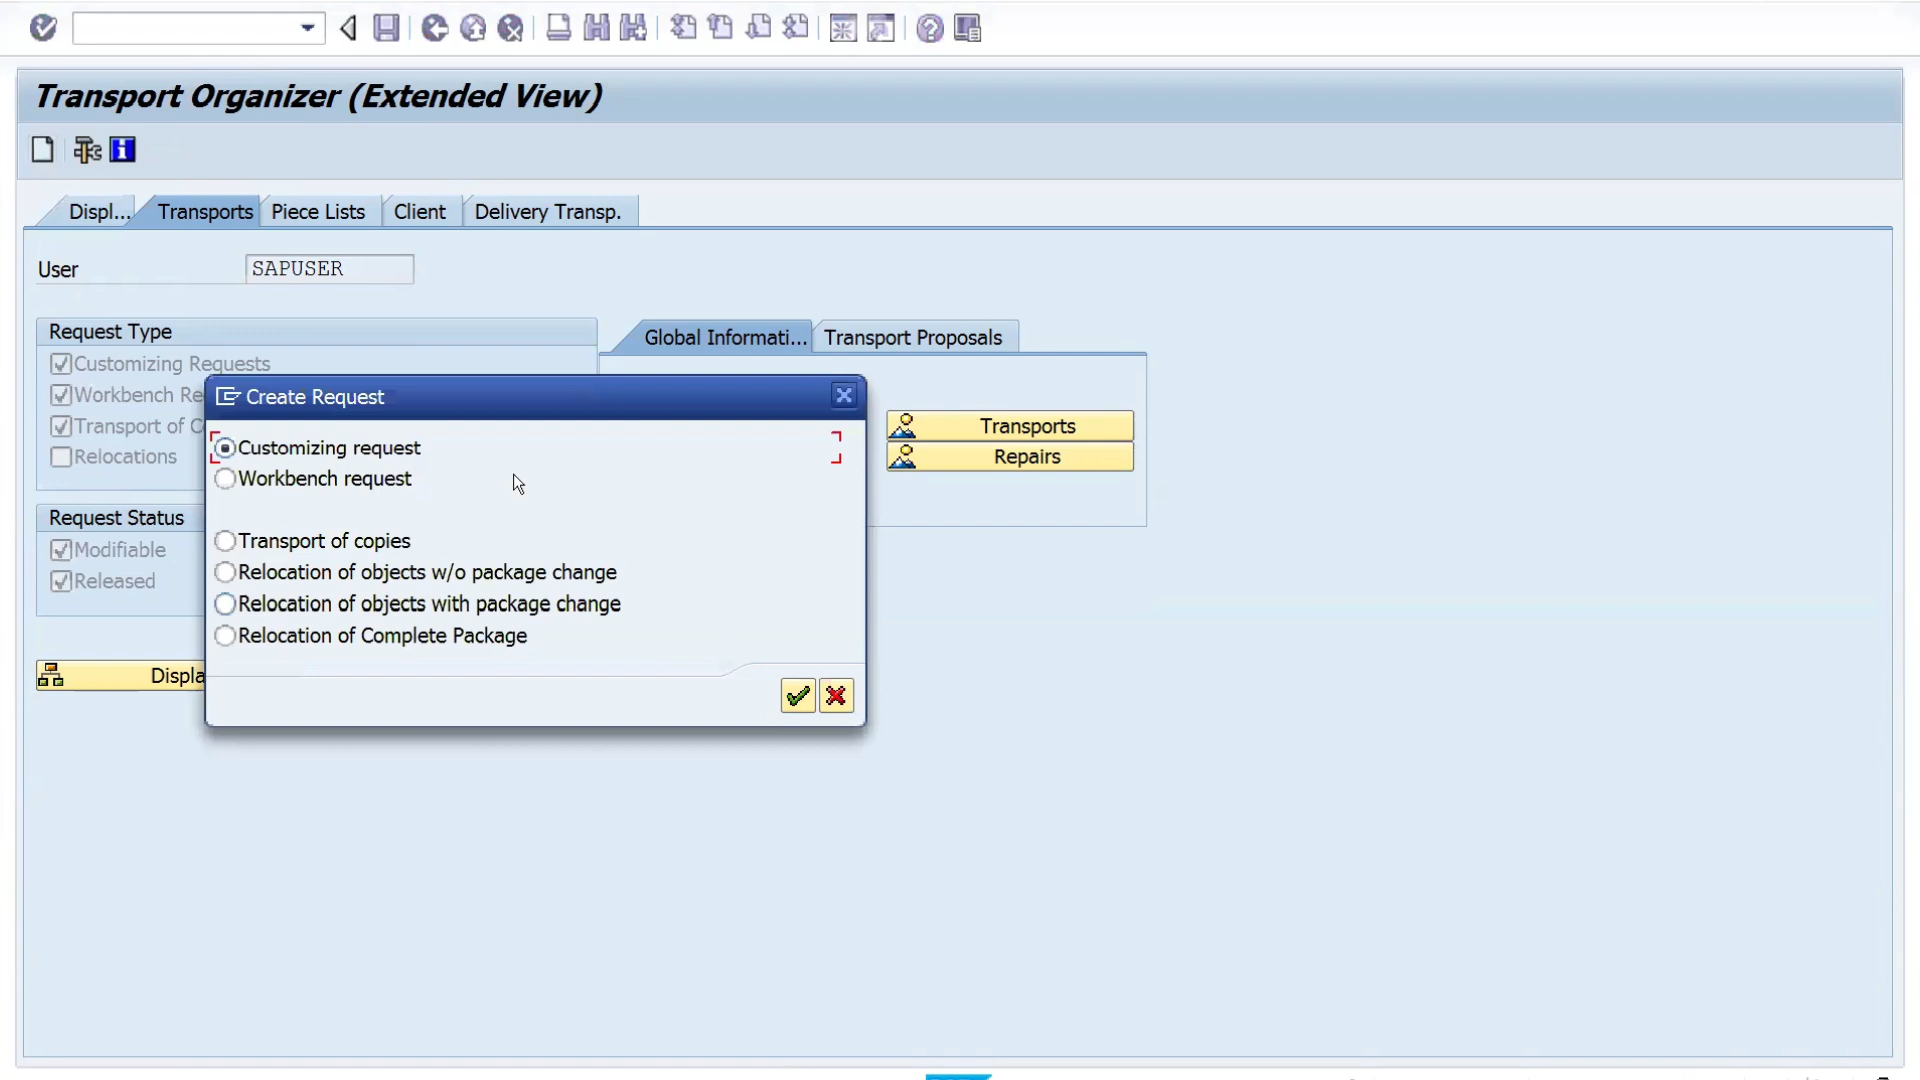 Transport Organizer (Extended View)
Displ...
Transports
Piece Lists
Client
Delivery Transp.
User
SAPUSER
Request Type
Customizing Requests
Workbench Re
Transport of C
Relocations
Global Informati...
Transport Proposals
Transports
Repairs
Request Status
Modifiable
Released
Displa
Create Request
Customizing request
Workbench request
Transport of copies
Relocation of objects w/o package change
Relocation of objects with package change
Relocation of Complete Package